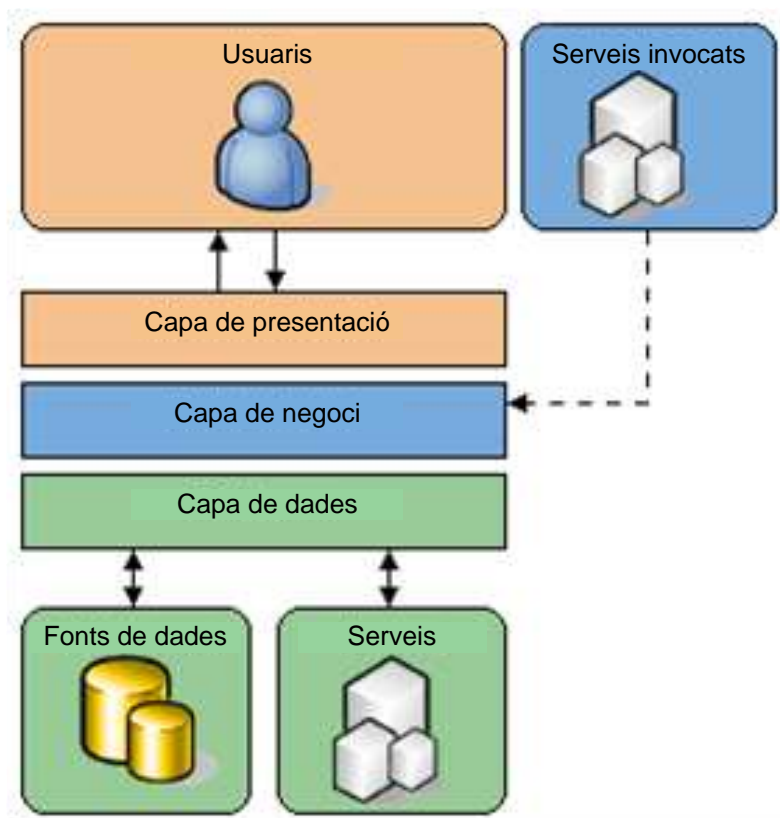 Usuaris
Serveis invocats
Capa de presentació
Capa de negoci
Capa de dades
Fonts de dades
Serveis